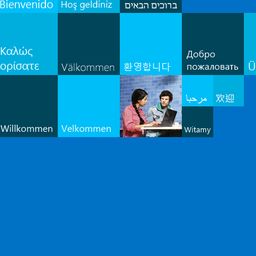 Bienvenido
Hoş geldiniz
ברוכים הבאים
Καλώς
ορίσατε
Välkommen
환영합니다
Добро
пожаловать
Ü
مرحبا
欢迎
Willkommen
Velkommen
Witamy